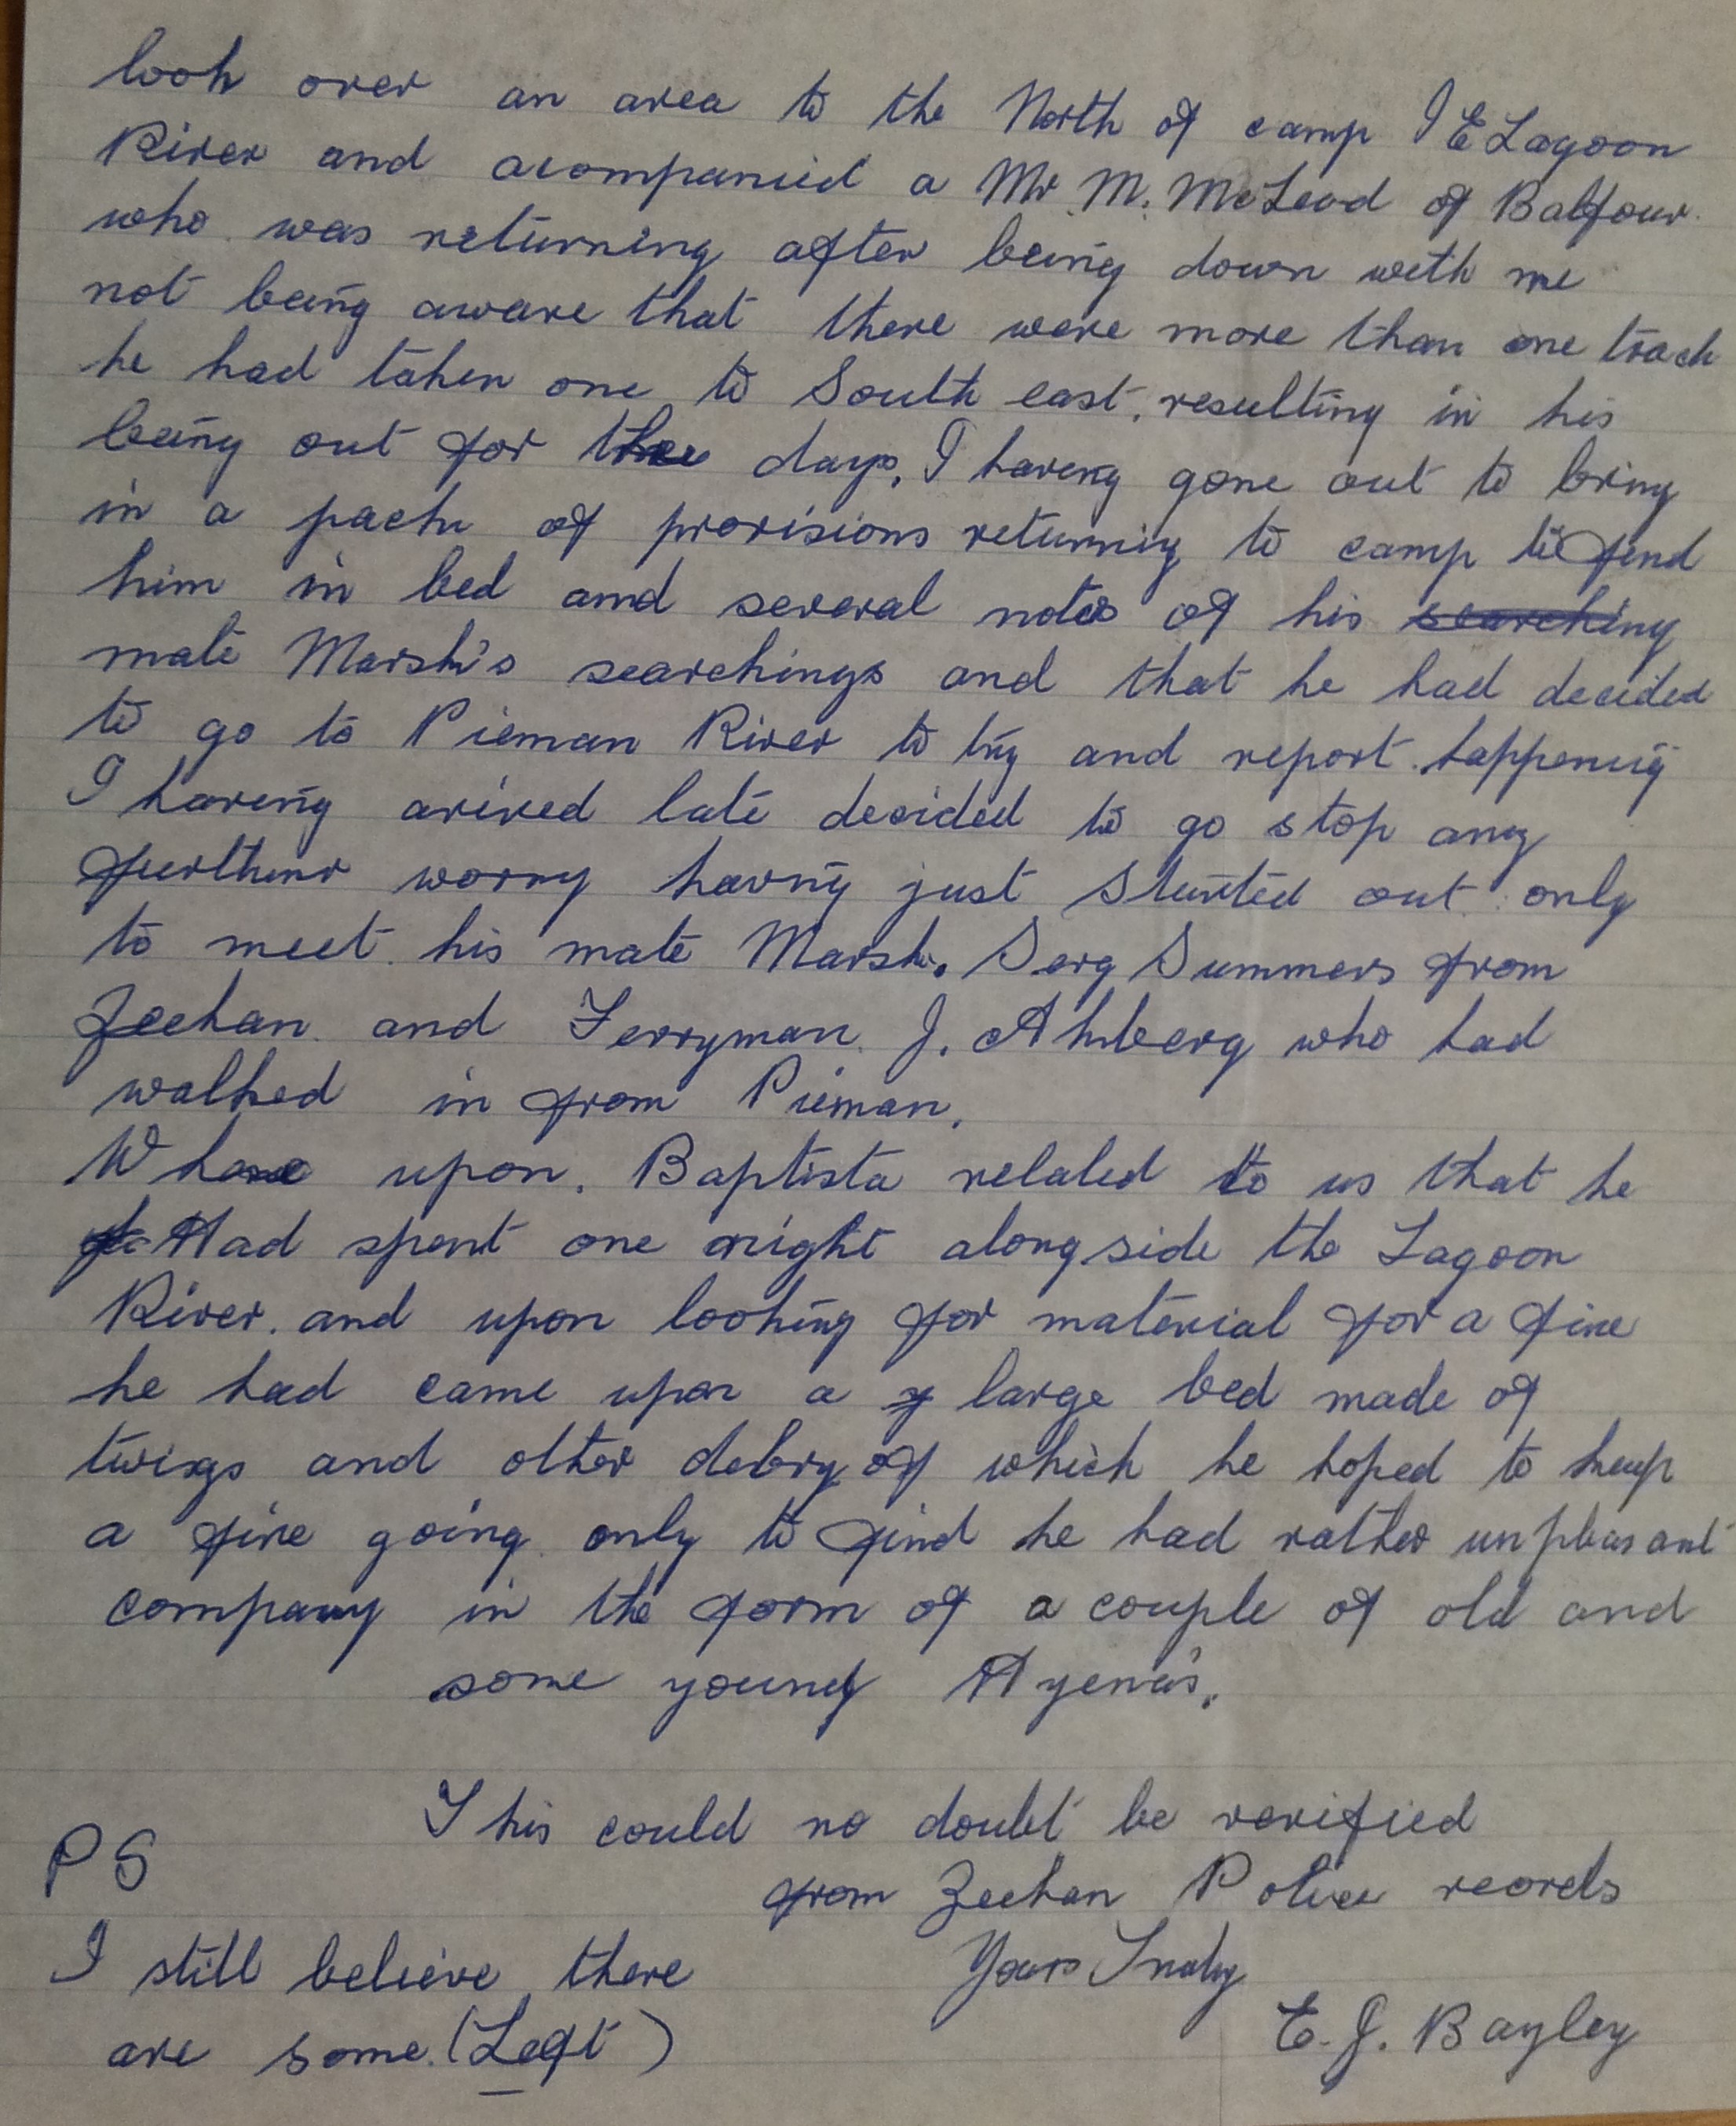 look over an area to the North of camp I E Lagoon
River and acompanied a Mr M. McLeod of Balfour.
who was returning after being down with me
not being aware that there were more than one track
he had taken one to South east, resulting in his
being out for three days, I having gone out to bring
in a pack of provisions returning to camp to find
him in bed and several notes of his searching
mate Marsh's searchings and that he had decided
to go to Pieman River to try and report happening
I having arived late decided to go stop any
further worry having just started out only
to meet his mate Marsh. Serg Summers from
Zeehan and Ferryman J. Ahrberg who had
walked in from Pieman.
Where upon. Baptista related to us that he
Had spent one night alongside the Lagoon
River. and upon looking for material for a fire
he had came upon a large bed made of
twigs and other debry of which he hoped to keep
a fire going only to find he had rather unpleasant
company in the form of a couple of old and
some young Hyena's.
This could no doubt be verified
from Zeehan Police records
Yours Truly
E. J. Bayley
PS
I still believe there
are some (Left)